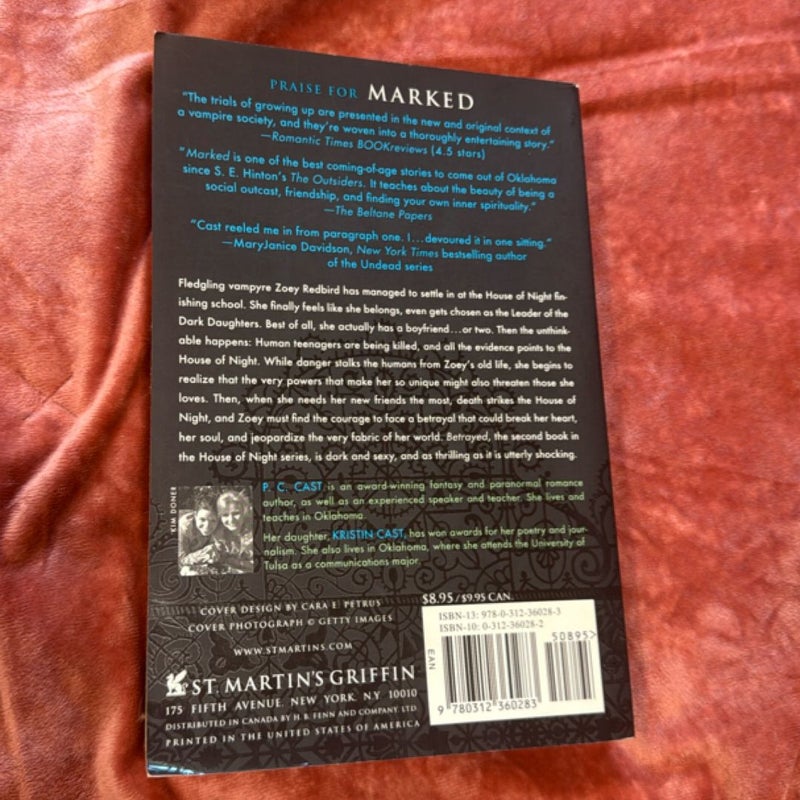 PRAISE FOR MARKED
"The trials of growing up are presented in the new and original context of
a vampire society, and they're woven into a thoroughly entertaining story."
—Romantic Times BOOKreviews (4.5 stars)
"Marked is one of the best coming-of-age stories to come out of Oklahoma
since S. E. Hinton's The Outsiders. It teaches about the beauty of being a
social outcast, friendship, and finding your own inner spirituality."
—The Beltane Papers
"Cast reeled me in from paragraph one. I...devoured it in one sitting."
—MaryJanice Davidson, New York Times bestselling author
of the Undead series
Fledgling vampyre Zoey Redbird has managed to settle in at the House of Night fin-
ishing school. She finally feels like she belongs, even gets chosen as the Leader of the
Dark Daughters. Best of all, she actually has a boyfriend...or two. Then the unthink-
able happens: Human teenagers are being killed, and all the evidence points to the
House of Night. While danger stalks the humans from Zoey's old life, she begins to
realize that the very powers that make her so unique might also threaten those she
loves. Then, when she needs her new friends the most, death strikes the House of
Night, and Zoey must find the courage to face a betrayal that could break her heart,
her soul, and jeopardize the very fabric of her world. Betrayed, the second book in
the House of Night series, is dark and sexy, and as thrilling as it is utterly shocking.
KIM DONER
P. C. CAST is an award-winning fantasy and paranormal romance
author, as well as an experienced speaker and teacher. She lives and
teaches in Oklahoma.
Her daughter, KRISTIN CAST, has won awards for her poetry and jour-
nalism. She also lives in Oklahoma, where she attends the University of
Tulsa as a communications major.
COVER DESIGN BY CARA E. PETRUS
COVER PHOTOGRAPH © GETTY IMAGES
WWW.STMARTINS.COM
ST. MARTIN'S GRIFFIN
175 FIFTH AVENUE, NEW YORK, N.Y. 10010
DISTRIBUTED IN CANADA BY H. B. FENN AND COMPANY, LTD.
PRINTED IN THE UNITED STATES OF AMERICA
$8.95 / $9.95 CAN.
ISBN-13: 978-0-312-36028-3
ISBN-10: 0-312-36028-2
50895>
EAN
9 780312 360283